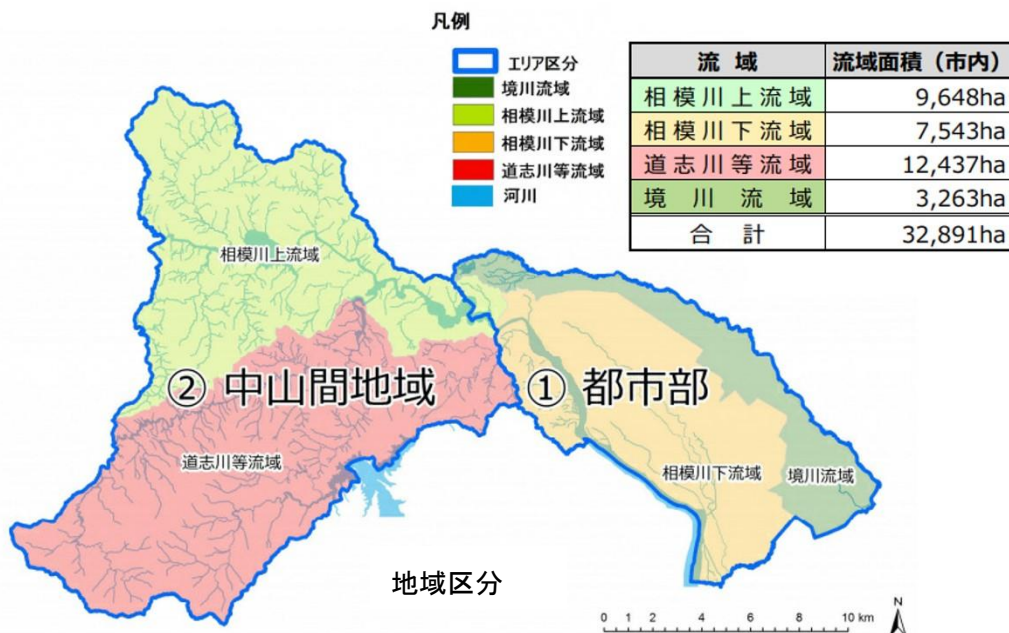 凡例
エリア区分
境川流域
相模川上流域
相模川下流域
道志川等流域
河川
流域 流域面積（市内）
相模川上流域 9,648ha
相模川下流域 7,543ha
道志川等流域 12,437ha
境川流域 3,263ha
合計 32,891ha
相模川上流域
② 中山間地域
① 都市部
道志川等流域
相模川下流域
境川流域
地域区分
0 1 2 4 6 8 10 km
N